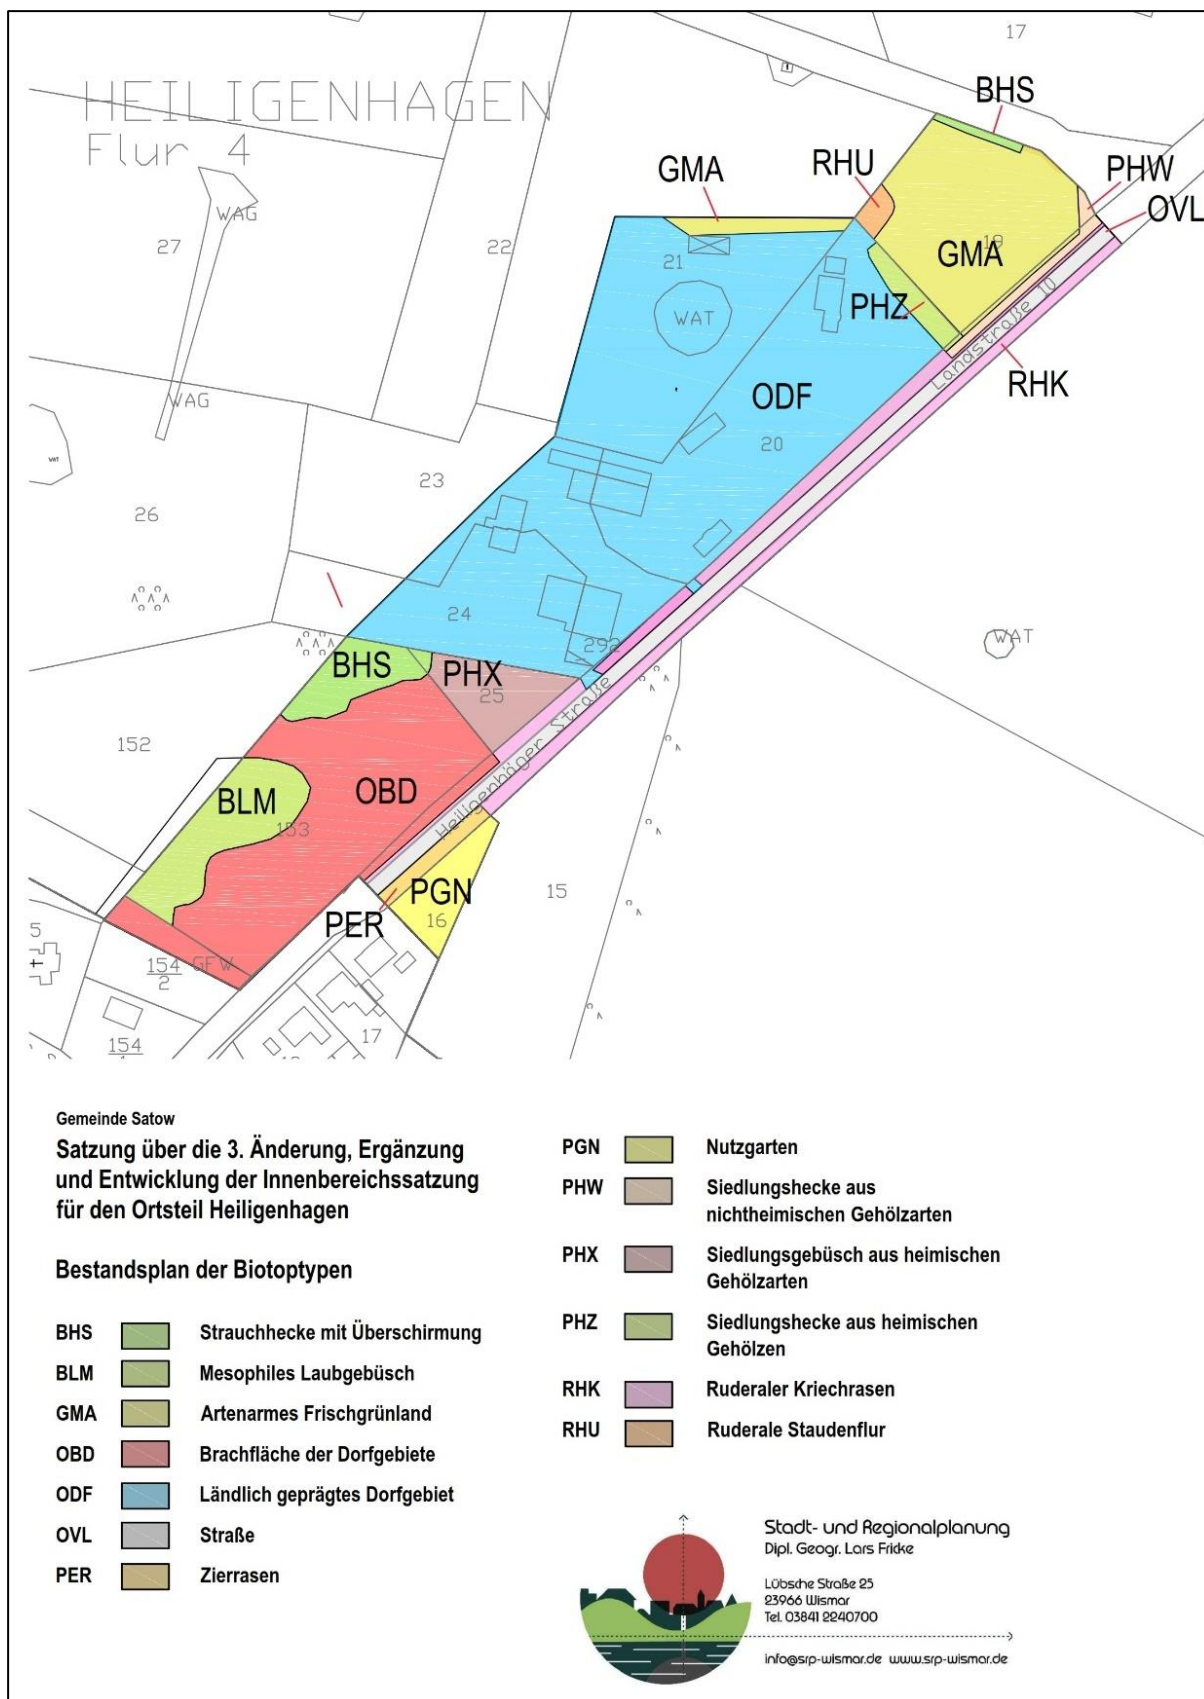 HEILIGENHAGEN
Flur 4
17
BHS
RHU
GMA
PHW
OVL
WAG
27
22
21
19
GMA
WAT
PHZ
Landstraße 10
RHK
ODF
WAG
20
WAT
23
26
24
292
WAT
BHS
PHX
25
152
Heiligenhäger Straße
BLM
OBD
153
PGN
15
PER
16
5
154
2
GFW
17
154
Gemeinde Satow
Satzung über die 3. Änderung, Ergänzung
und Entwicklung der Innenbereichssatzung
für den Ortsteil Heiligenhagen
Bestandsplan der Biotoptypen
BHS Strauchhecke mit Überschirmung
BLM Mesophiles Laubgebüsch
GMA Artenarmes Frischgrünland
OBD Brachfläche der Dorfgebiete
ODF Ländlich geprägtes Dorfgebiet
OVL Straße
PER Zierrasen
PGN Nutzgarten
PHW Siedlungshecke aus
nichtheimischen Gehölzarten
PHX Siedlungsgebüsch aus heimischen
Gehölzarten
PHZ Siedlungshecke aus heimischen
Gehölzen
RHK Ruderaler Kriechrasen
RHU Ruderale Staudenflur
Stadt- und Regionalplanung
Dipl. Geogr. Lars Fricke
Lübsche Straße 25
23966 Wismar
Tel. 03841 2240700
info@srp-wismar.de www.srp-wismar.de